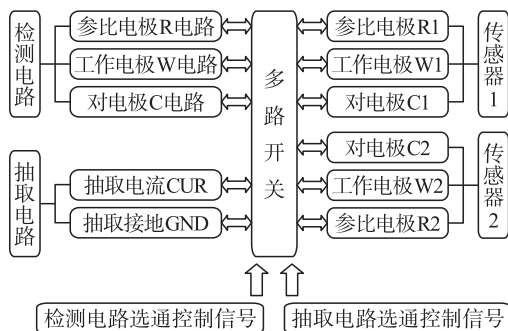 检测电路
参比电极R电路
工作电极W电路
对电极C电路
抽取电路
抽取电流CUR
抽取接地GND
多路开关
参比电极R1
工作电极W1
对电极C1
传感器1
对电极C2
工作电极W2
参比电极R2
传感器2
检测电路选通控制信号
抽取电路选通控制信号